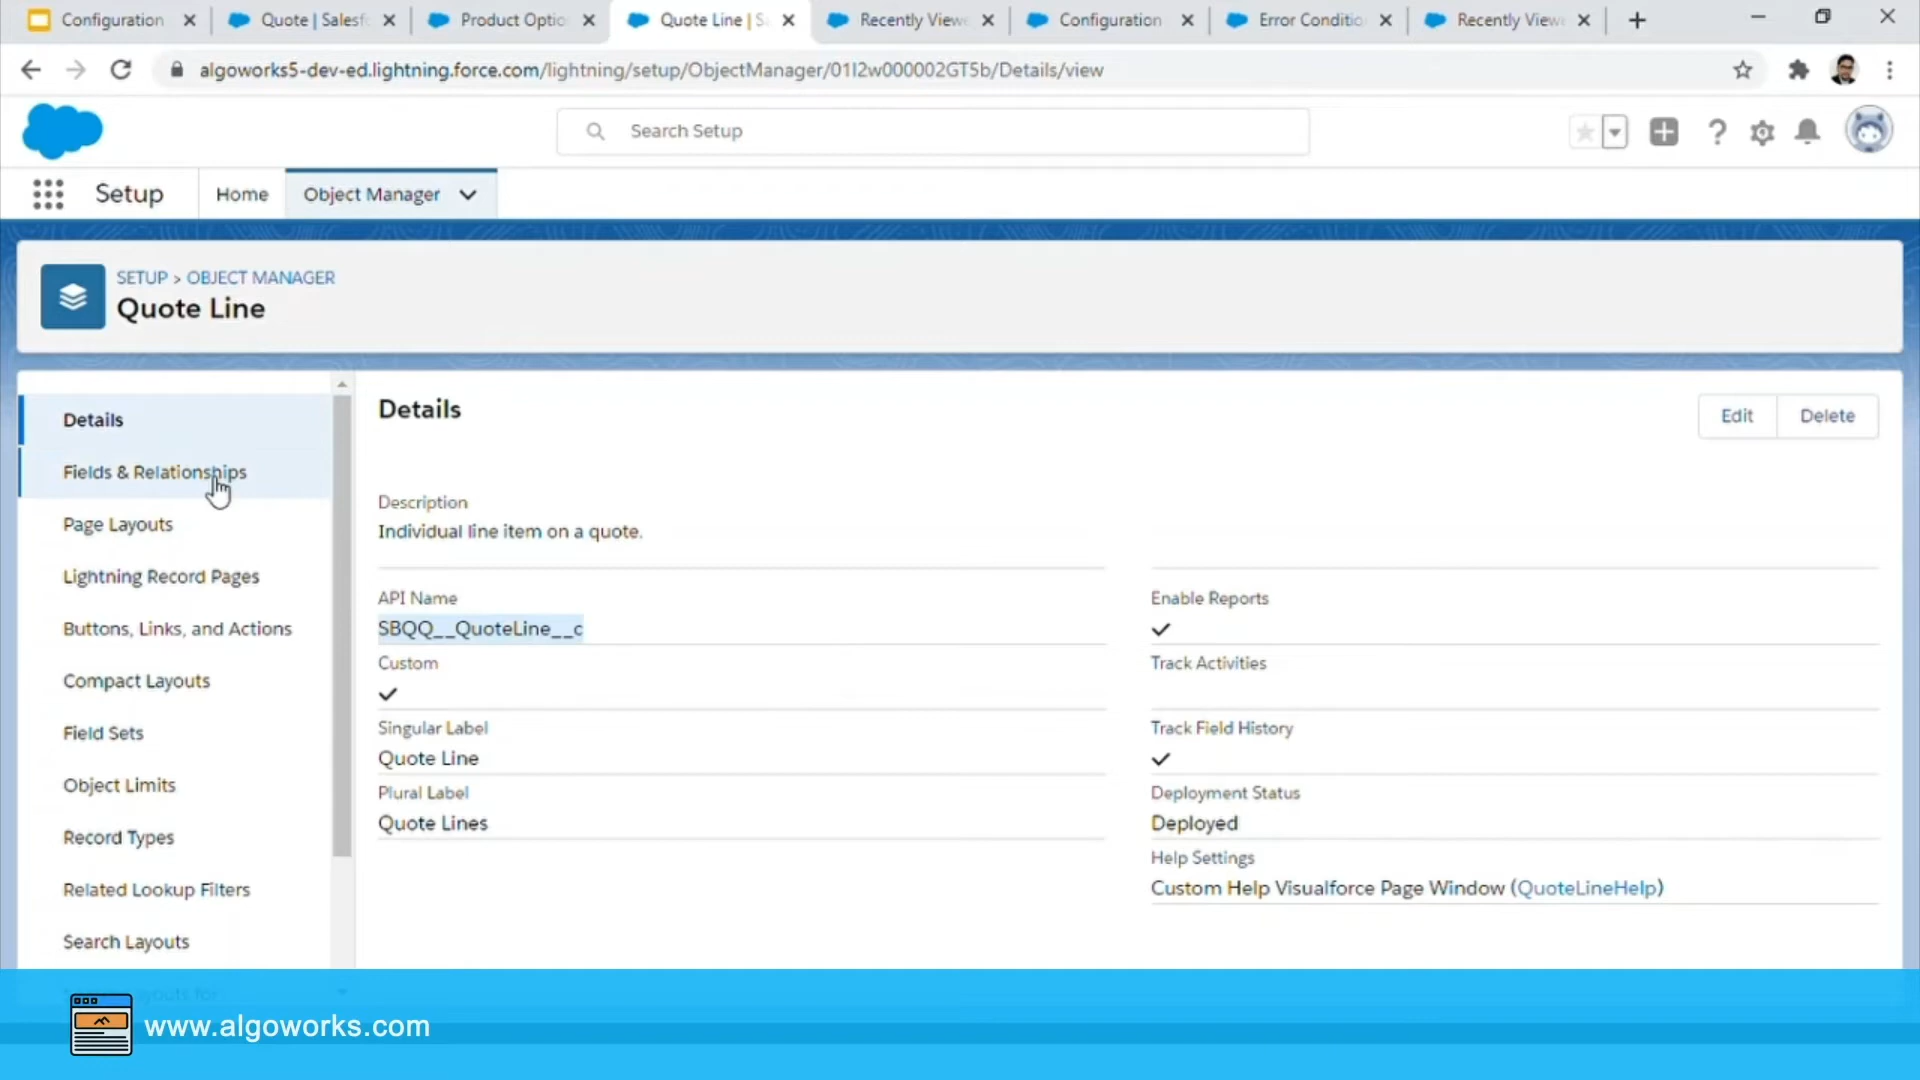 Configuration
Quote | Salesf
Product Optio
Quote Line | S
Recently View
Configuration
Error Conditio
Recently View
algoworks5-dev-ed.lightning.force.com/lightning/setup/ObjectManager/01I2w000002GT5b/Details/view
Search Setup
Setup
Home
Object Manager
SETUP > OBJECT MANAGER
Quote Line
Details
Fields & Relationships
Page Layouts
Lightning Record Pages
Buttons, Links, and Actions
Compact Layouts
Field Sets
Object Limits
Record Types
Related Lookup Filters
Search Layouts
Details
Edit
Delete
Description
Individual line item on a quote.
API Name
SBQQ__QuoteLine__c
Custom
Singular Label
Quote Line
Plural Label
Quote Lines
Enable Reports
Track Activities
Track Field History
Deployment Status
Deployed
Help Settings
Custom Help Visualforce Page Window (QuoteLineHelp)
www.algoworks.com